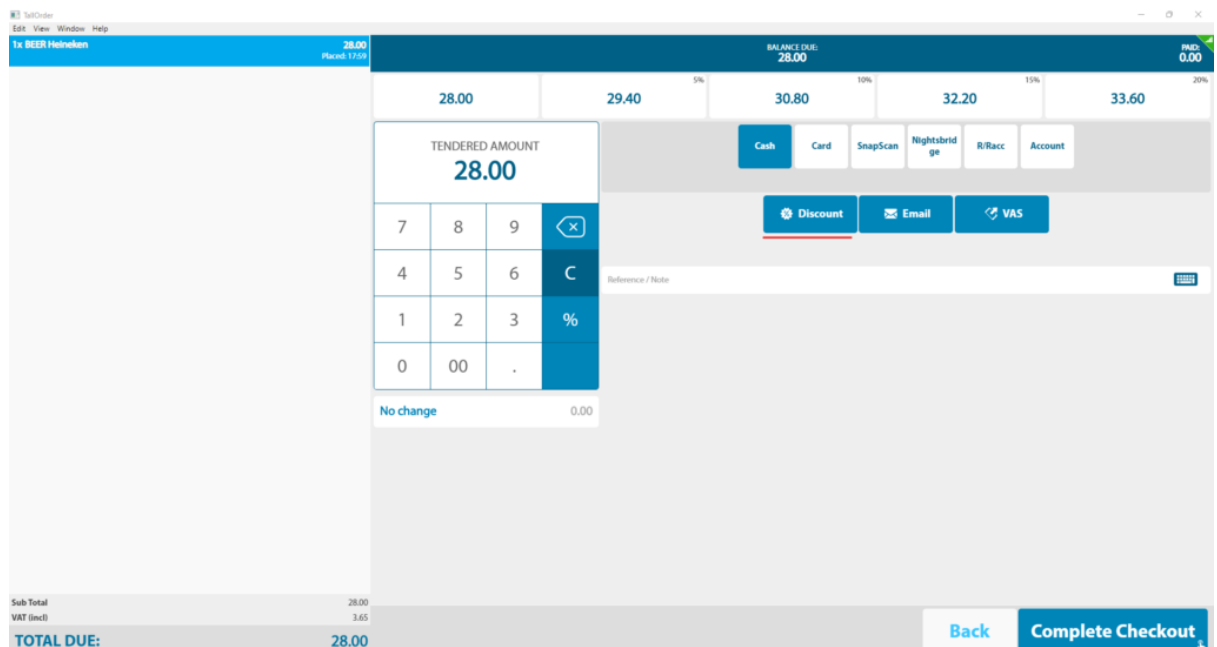 TallOrder
Edit View Window Help
1x BEER Heineken 28.00
Placed: 17:59
BALANCE DUE:
28.00
PAID:
0.00
28.00
5%
29.40
10%
30.80
15%
32.20
20%
33.60
TENDERED AMOUNT
28.00
7 8 9
4 5 6 C
1 2 3 %
0 00 .
No change 0.00
Cash Card SnapScan Nightsbrid
ge R/Racc Account
Discount Email VAS
Reference / Note
Sub Total 28.00
VAT (incl) 3.65
TOTAL DUE: 28.00
Back Complete Checkout